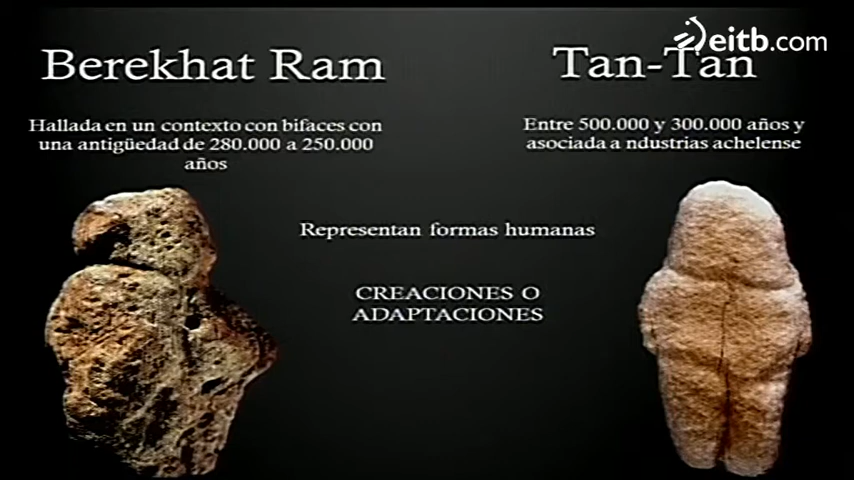 eitb.com
Berekhat Ram
Tan-Tan
Hallada en un contexto con bifaces con
una antigüedad de 280.000 a 250.000
años
Entre 500.000 y 300.000 años y
asociada a ndustrias achelense
Representan formas humanas
CREACIONES O
ADAPTACIONES